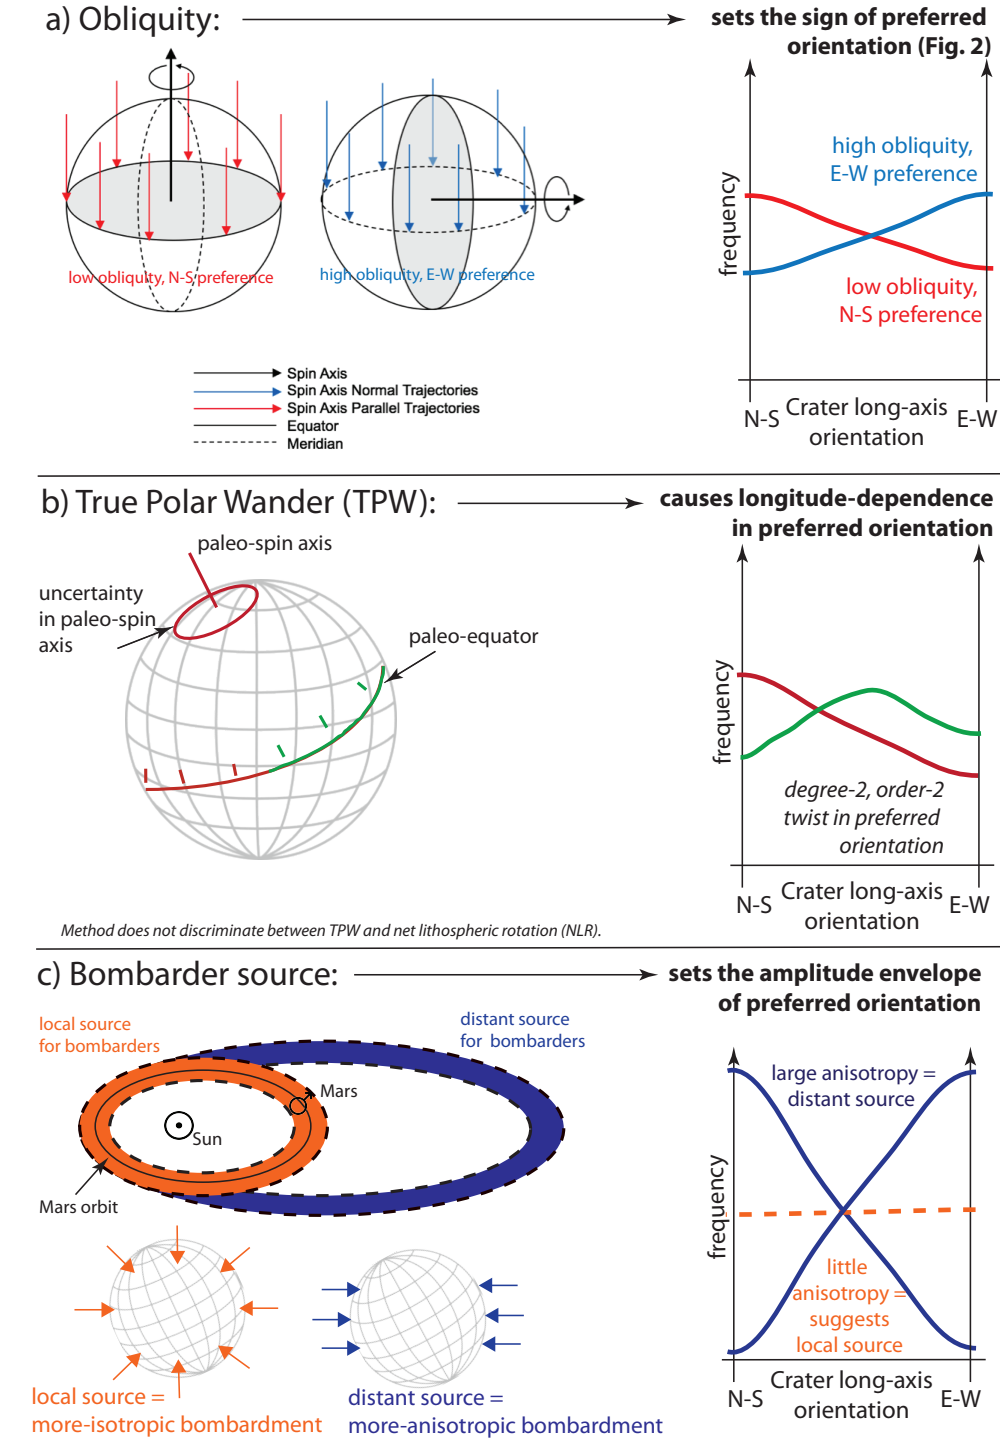 a) Obliquity:
sets the sign of preferred
orientation (Fig. 2)
low obliquity, N-S preference
high obliquity, E-W preference
Spin Axis
Spin Axis Normal Trajectories
Spin Axis Parallel Trajectories
Equator
Meridian
high obliquity,
E-W preference
frequency
low obliquity,
N-S preference
N-S
Crater long-axis
orientation
E-W
b) True Polar Wander (TPW):
causes longitude-dependence
in preferred orientation
paleo-spin axis
uncertainty
in paleo-spin
axis
paleo-equator
frequency
degree-2, order-2
twist in preferred
orientation
N-S
Crater long-axis
orientation
E-W
Method does not discriminate between TPW and net lithospheric rotation (NLR).
c) Bombarder source:
sets the amplitude envelope
of preferred orientation
local source
for bombarders
distant source
for bombarders
Mars
Sun
Mars orbit
large anisotropy =
distant source
frequency
little
anisotropy =
suggests
local source
N-S
Crater long-axis
orientation
E-W
local source =
more-isotropic bombardment
distant source =
more-anisotropic bombardment